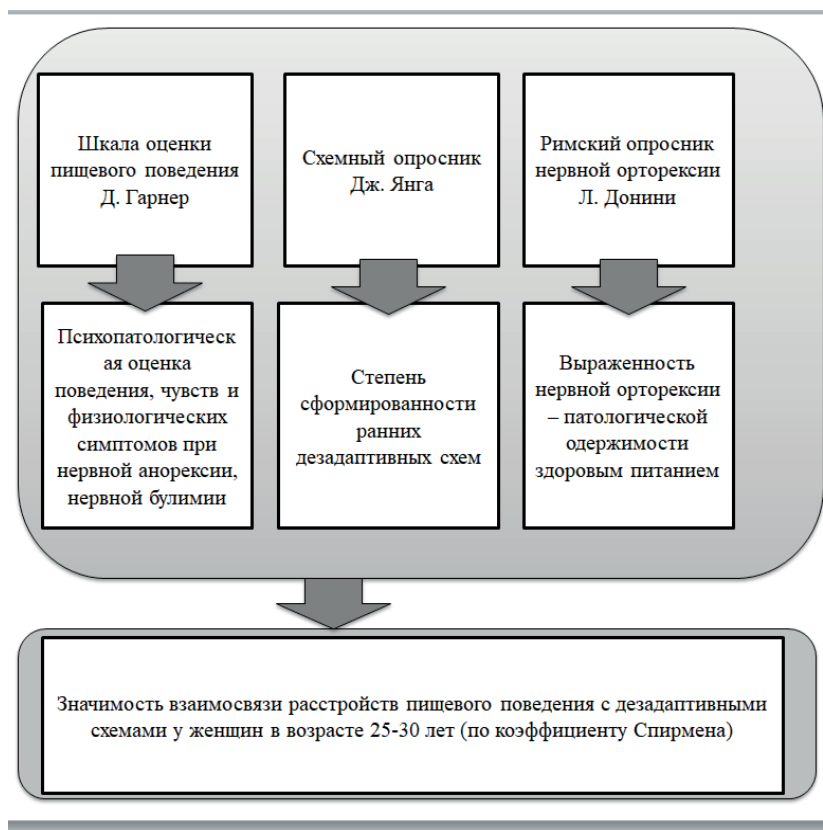 Шкала оценки
пищевого поведения
Д. Гарнер
Схемный опросник
Дж. Янга
Римский опросник
нервной орторексии
Л. Донини
Психопатологическ
ая оценка
поведения, чувств и
физиологических
симптомов при
нервной анорексии,
нервной булимии
Степень
сформированности
ранних
дезадаптивных схем
Выраженность
нервной орторексии
– патологической
одержимости
здоровым питанием
Значимость взаимосвязи расстройств пищевого поведения с дезадаптивными
схемами у женщин в возрасте 25-30 лет (по коэффициенту Спирмена)